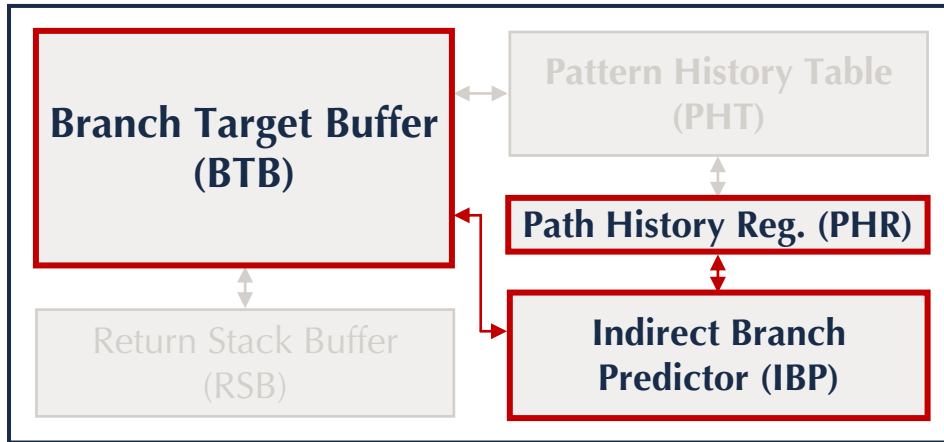 Branch Target Buffer
(BTB)
Pattern History Table
(PHT)
Path History Reg. (PHR)
Return Stack Buffer
(RSB)
Indirect Branch
Predictor (IBP)